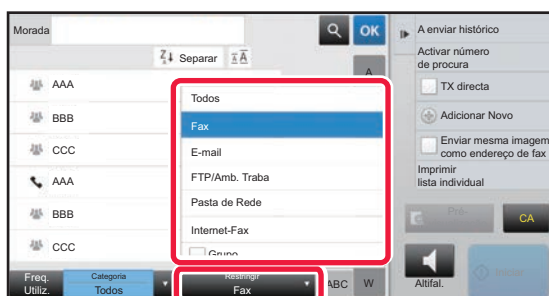 Morada
OK
Separar
A
AAA
BBB
CCC
AAA
BBB
CCC
Todos
Fax
E-mail
FTP/Amb. Traba
Pasta de Rede
Internet-Fax
Grupo
Freq.
Utiliz.
Categoria
Todos
Restringir
Fax
ABC
W
A enviar histórico
Activar número
de procura
TX directa
Adicionar Novo
Enviar mesma imagem
como endereço de fax
Imprimir
lista individual
CA
Altifal.